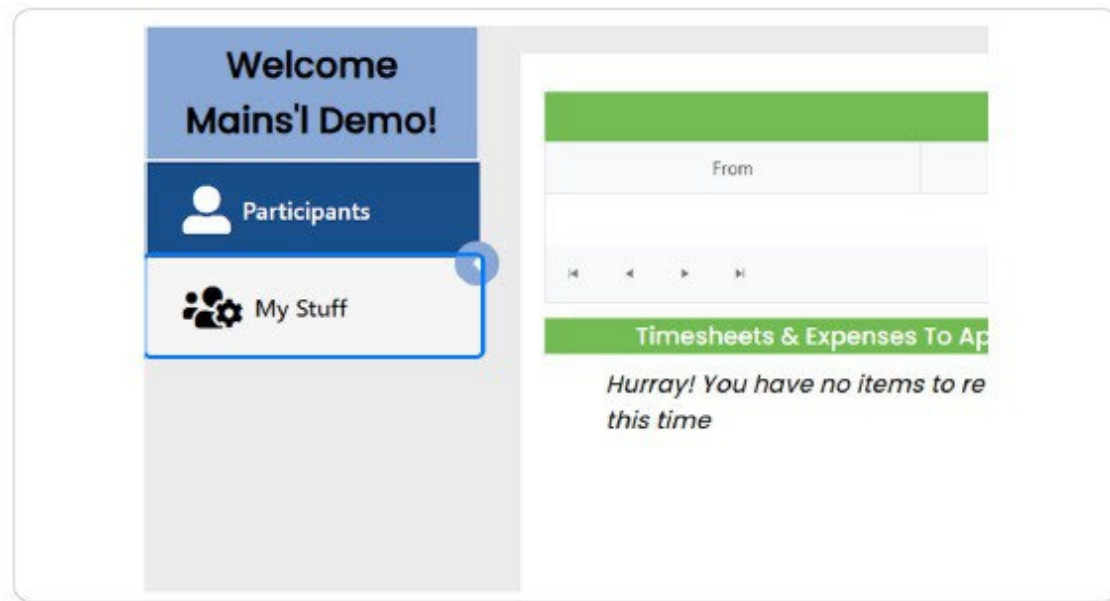 Welcome
Mains'l Demo!
Participants
My Stuff
From
Timesheets & Expenses To Ap
Hurray! You have no items to re
this time